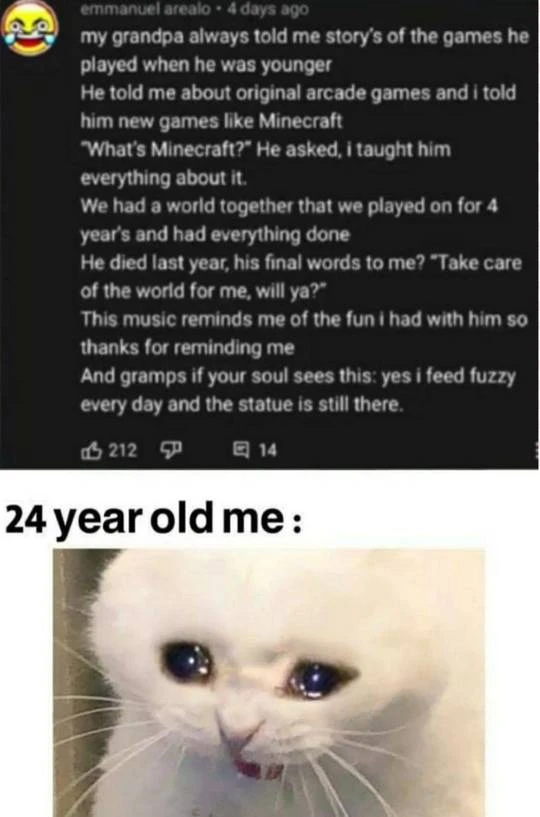 emmanuel arealo • 4 days ago
my grandpa always told me story's of the games he
played when he was younger
He told me about original arcade games and i told
him new games like Minecraft
"What's Minecraft?" He asked, i taught him
everything about it.
We had a world together that we played on for 4
year's and had everything done
He died last year, his final words to me? "Take care
of the world for me, will ya?"
This music reminds me of the fun i had with him so
thanks for reminding me
And gramps if your soul sees this: yes i feed fuzzy
every day and the statue is still there.
212 14
24 year old me :